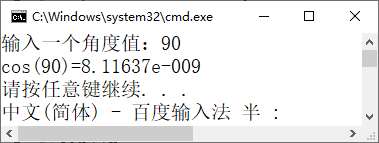 C:\Windows\system32\cmd.exe
输入一个角度值：90
cos(90)=8.11637e-009
请按任意键继续. . .
中文(简体) - 百度输入法 半 :